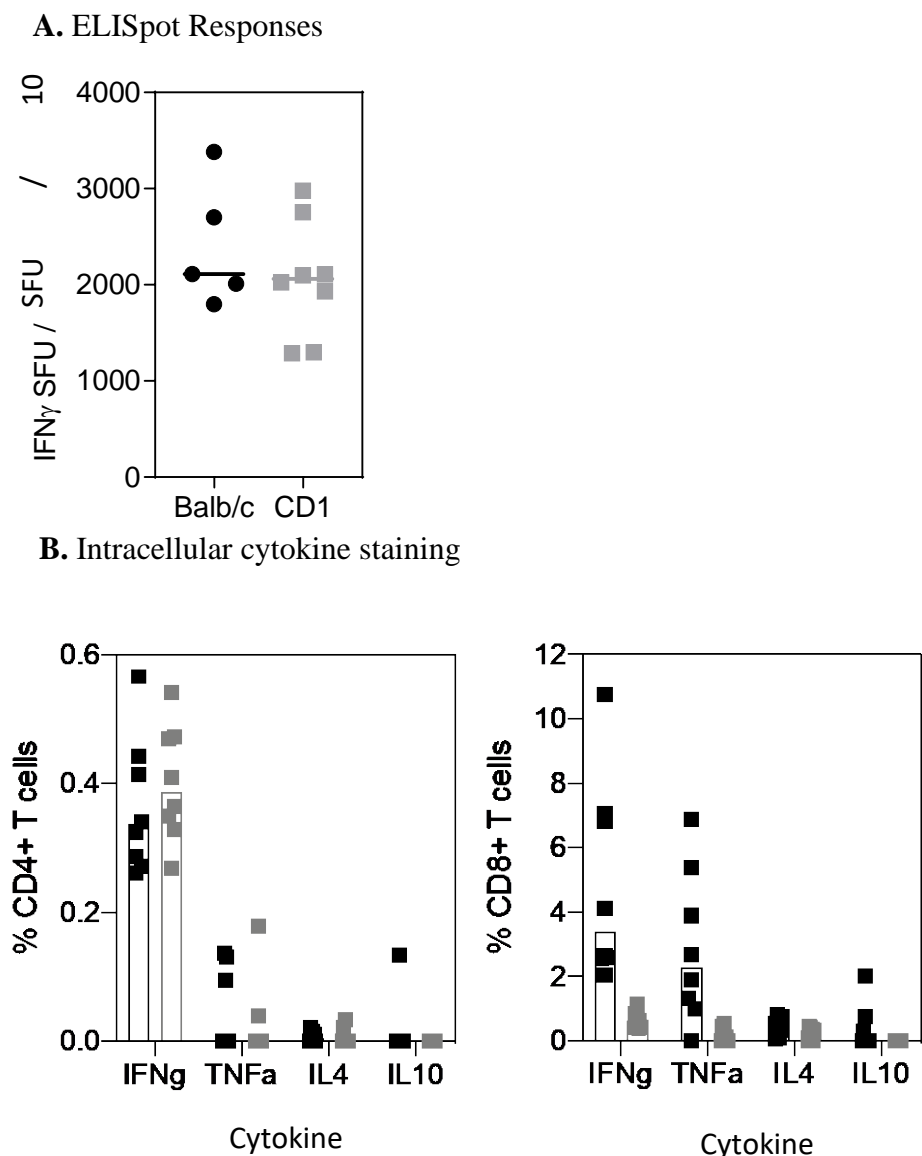 A. ELISpot Responses
IFNγ SFU / SFU / 10
4000
3000
2000
1000
0
Balb/c CD1
B. Intracellular cytokine staining
% CD4+ T cells
0.6
0.4
0.2
0.0
IFNg TNFa IL4 IL10
Cytokine
% CD8+ T cells
12
10
8
6
4
2
0
IFNg TNFa IL4 IL10
Cytokine